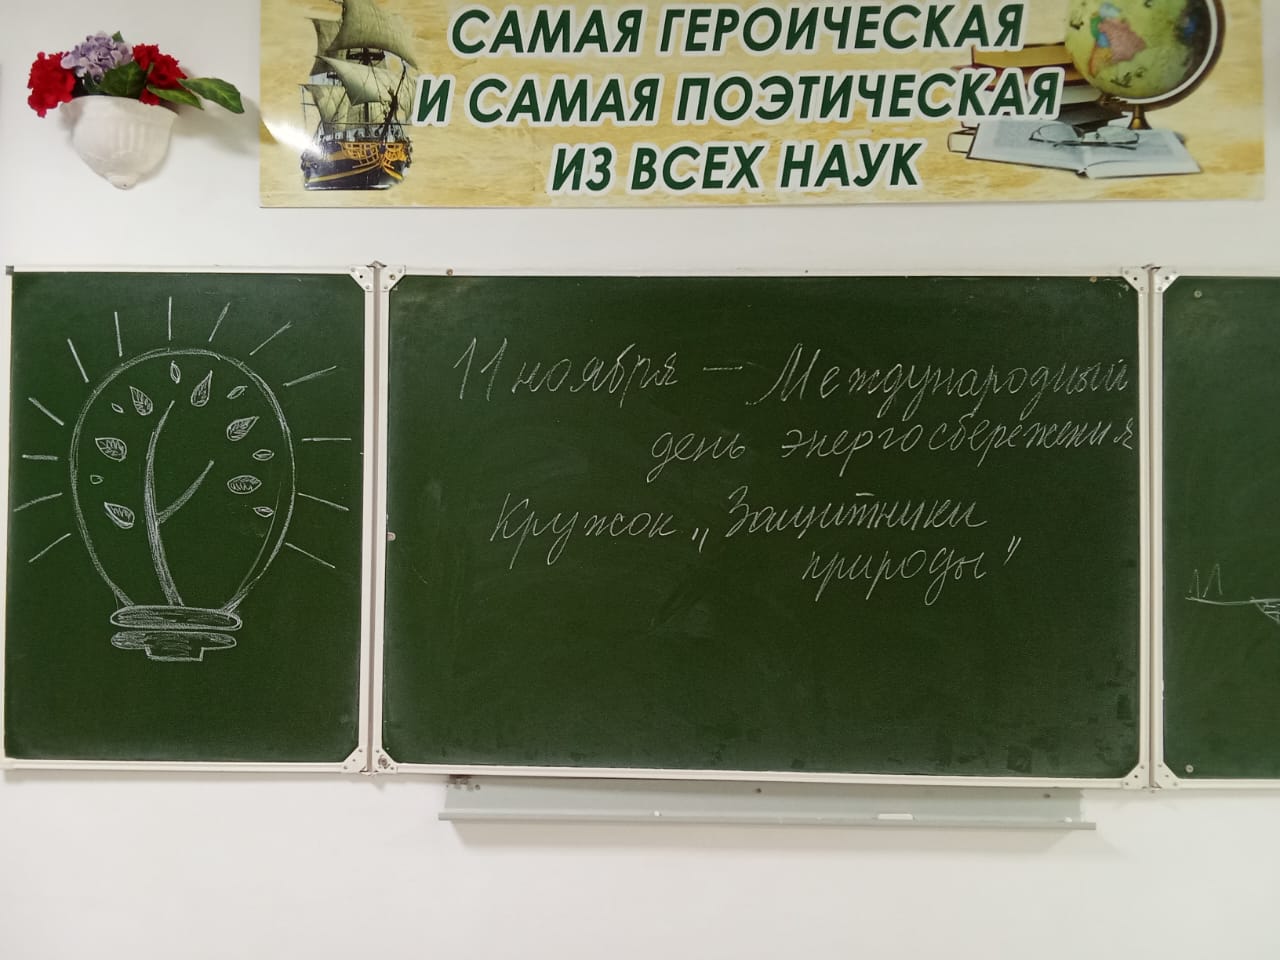 САМАЯ ГЕРОИЧЕСКАЯ
И САМАЯ ПОЭТИЧЕСКАЯ
ИЗ ВСЕХ НАУК
11 ноября — Международный
день энергосбережения
Кружок „Защитники
природы"